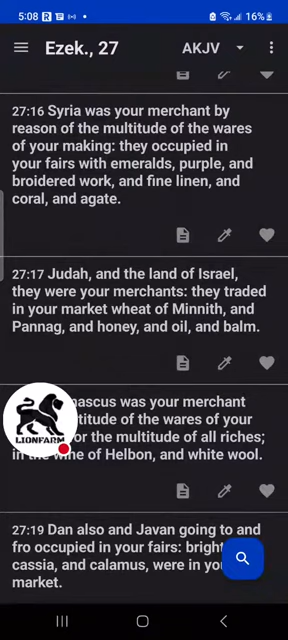 5:08
16%
Ezek., 27
AKJV
27:16 Syria was your merchant by
reason of the multitude of the wares
of your making: they occupied in
your fairs with emeralds, purple, and
broidered work, and fine linen, and
coral, and agate.
27:17 Judah, and the land of Israel,
they were your merchants: they traded
in your market wheat of Minnith, and
Pannag, and honey, and oil, and balm.
mascus was your merchant
titude of the wares of your
or the multitude of all riches;
in the wine of Helbon, and white wool.
LIONFARM
27:19 Dan also and Javan going to and
fro occupied in your fairs: bright
cassia, and calamus, were in you
market.